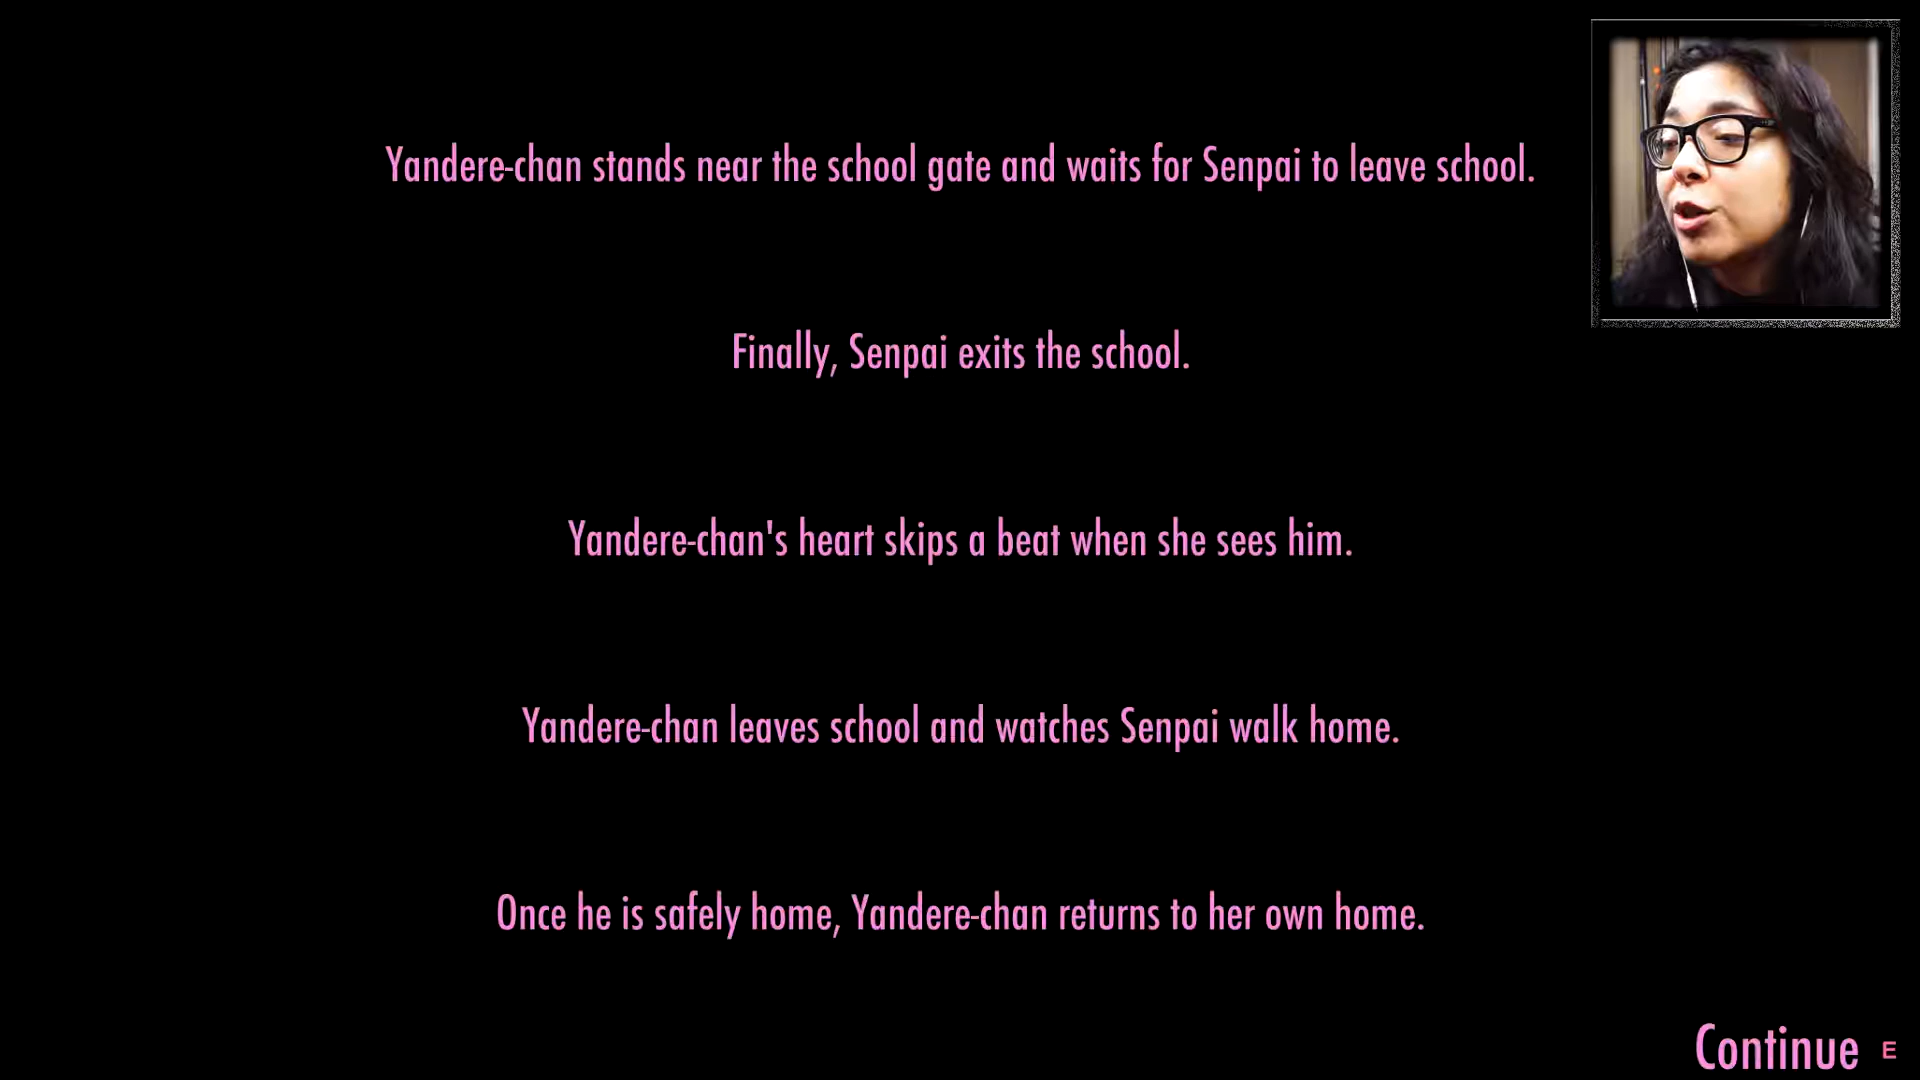 Yandere-chan stands near the school gate and waits for Senpai to leave school.
Finally, Senpai exits the school.
Yandere-chan's heart skips a beat when she sees him.
Yandere-chan leaves school and watches Senpai walk home.
Once he is safely home, Yandere-chan returns to her own home.
Continue E